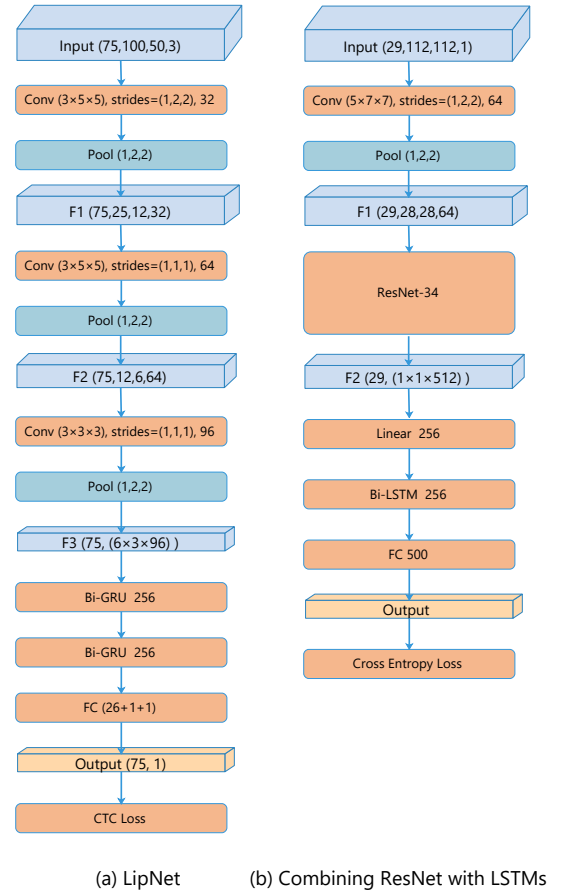 Input (75,100,50,3)
Conv (3×5×5), strides=(1,2,2), 32
Pool (1,2,2)
F1 (75,25,12,32)
Conv (3×5×5), strides=(1,1,1), 64
Pool (1,2,2)
F2 (75,12,6,64)
Conv (3×3×3), strides=(1,1,1), 96
Pool (1,2,2)
F3 (75, (6×3×96) )
Bi-GRU 256
Bi-GRU 256
FC (26+1+1)
Output (75, 1)
CTC Loss
(a) LipNet
Input (29,112,112,1)
Conv (5×7×7), strides=(1,2,2), 64
Pool (1,2,2)
F1 (29,28,28,64)
ResNet-34
F2 (29, (1×1×512) )
Linear 256
Bi-LSTM 256
FC 500
Output
Cross Entropy Loss
(b) Combining ResNet with LSTMs